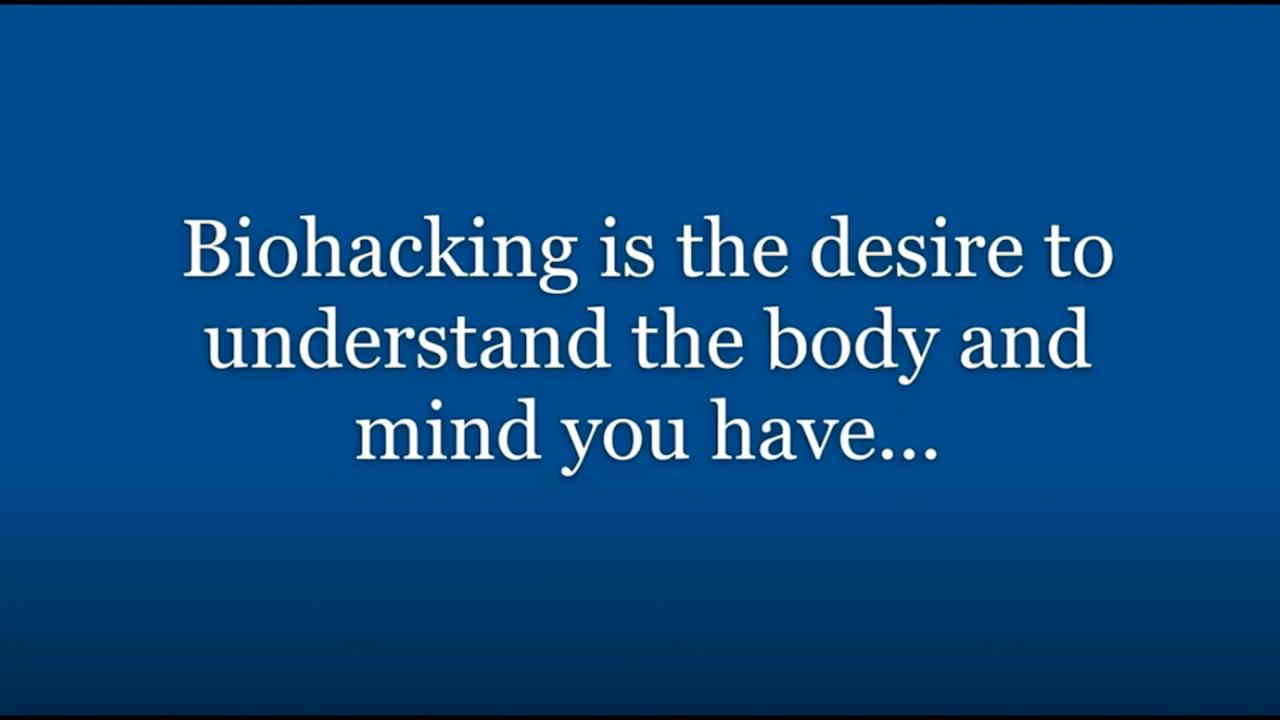 Biohacking is the desire to
understand the body and
mind you have...